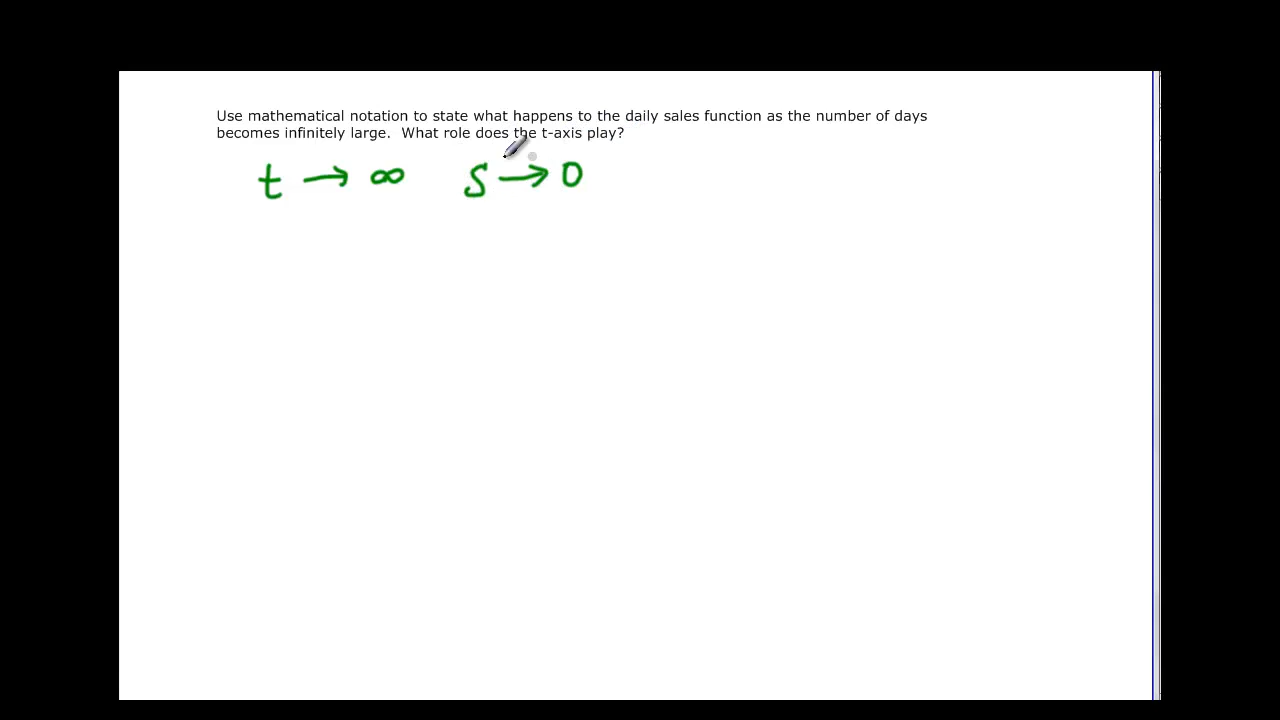 Use mathematical notation to state what happens to the daily sales function as the number of days
becomes infinitely large. What role does the t-axis play?
t → ∞ S → 0